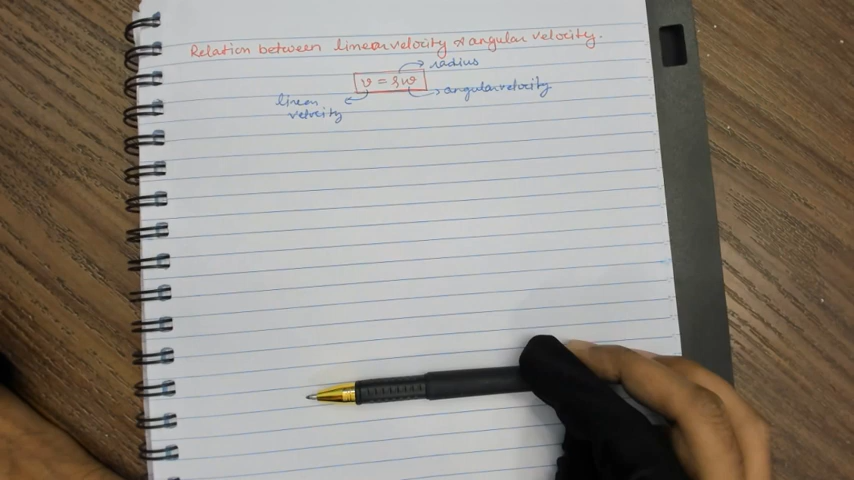 Relation between linear velocity & angular velocity.
radius
v = rω
angular velocity
linear
velocity